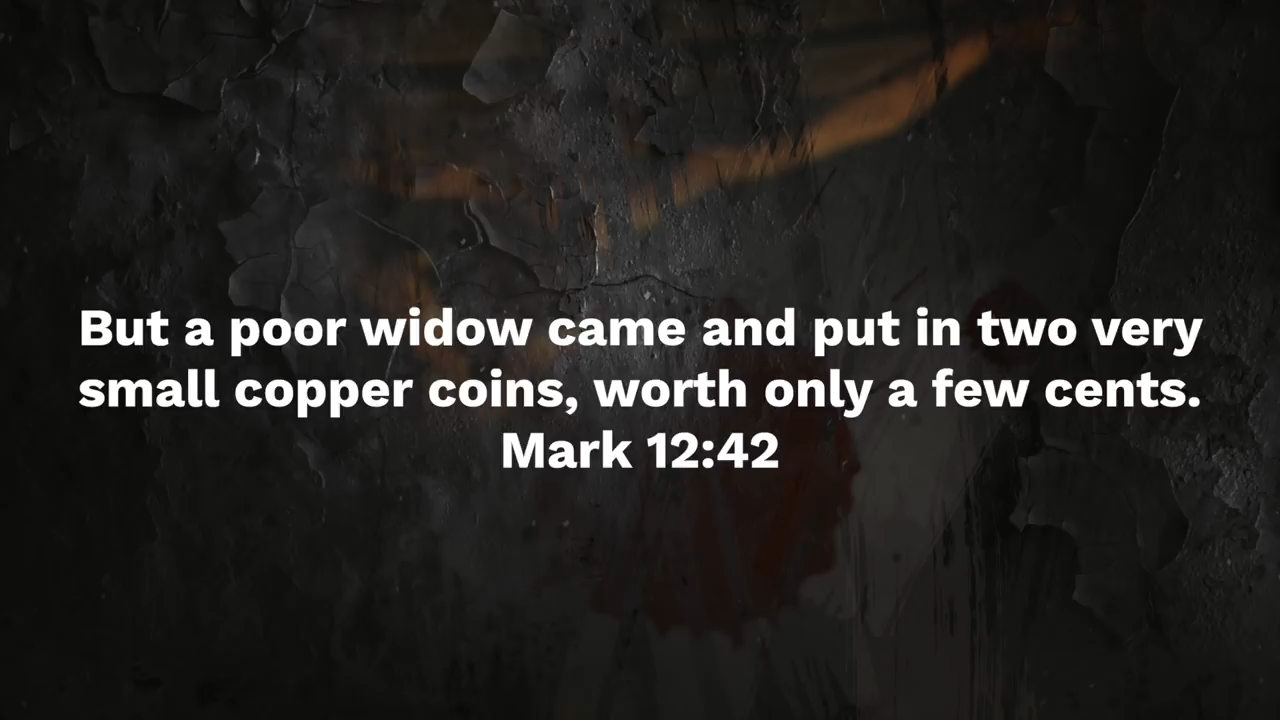 But a poor widow came and put in two very
small copper coins, worth only a few cents.
Mark 12:42